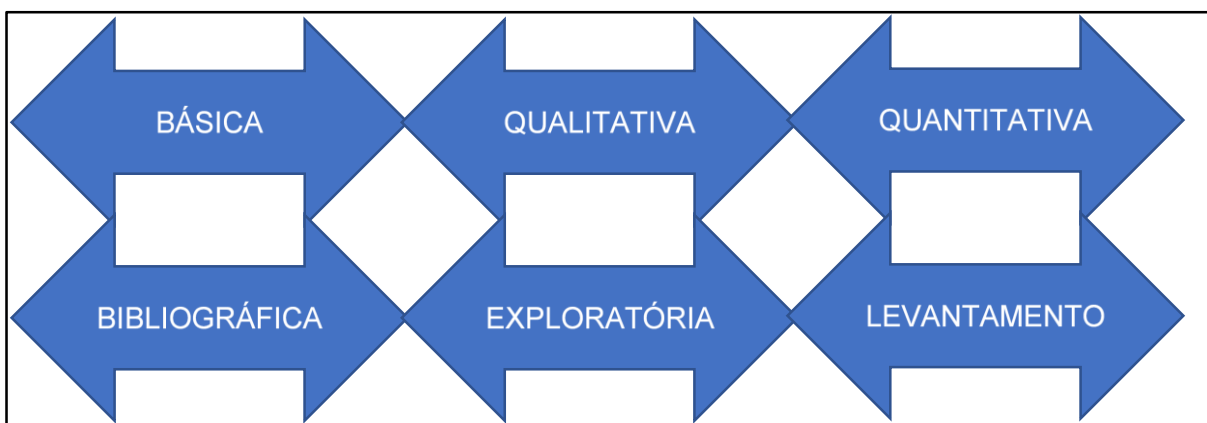 BÁSICA
QUALITATIVA
QUANTITATIVA
BIBLIOGRÁFICA
EXPLORATÓRIA
LEVANTAMENTO